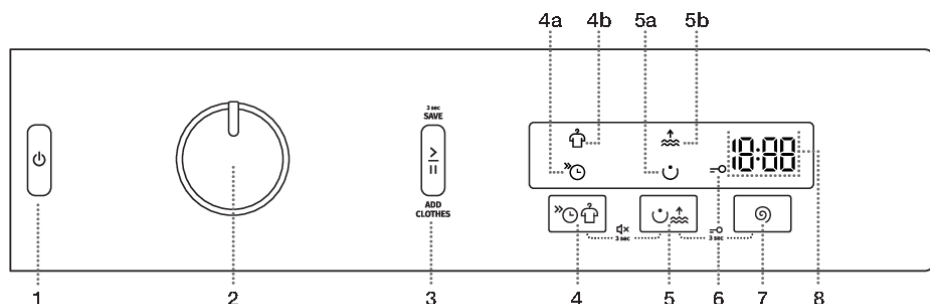 4a 4b 5a 5b
3 sec
SAVE
18:88
ADD
CLOTHES
3 sec 3 sec
1 2 3 4 5 6 7 8